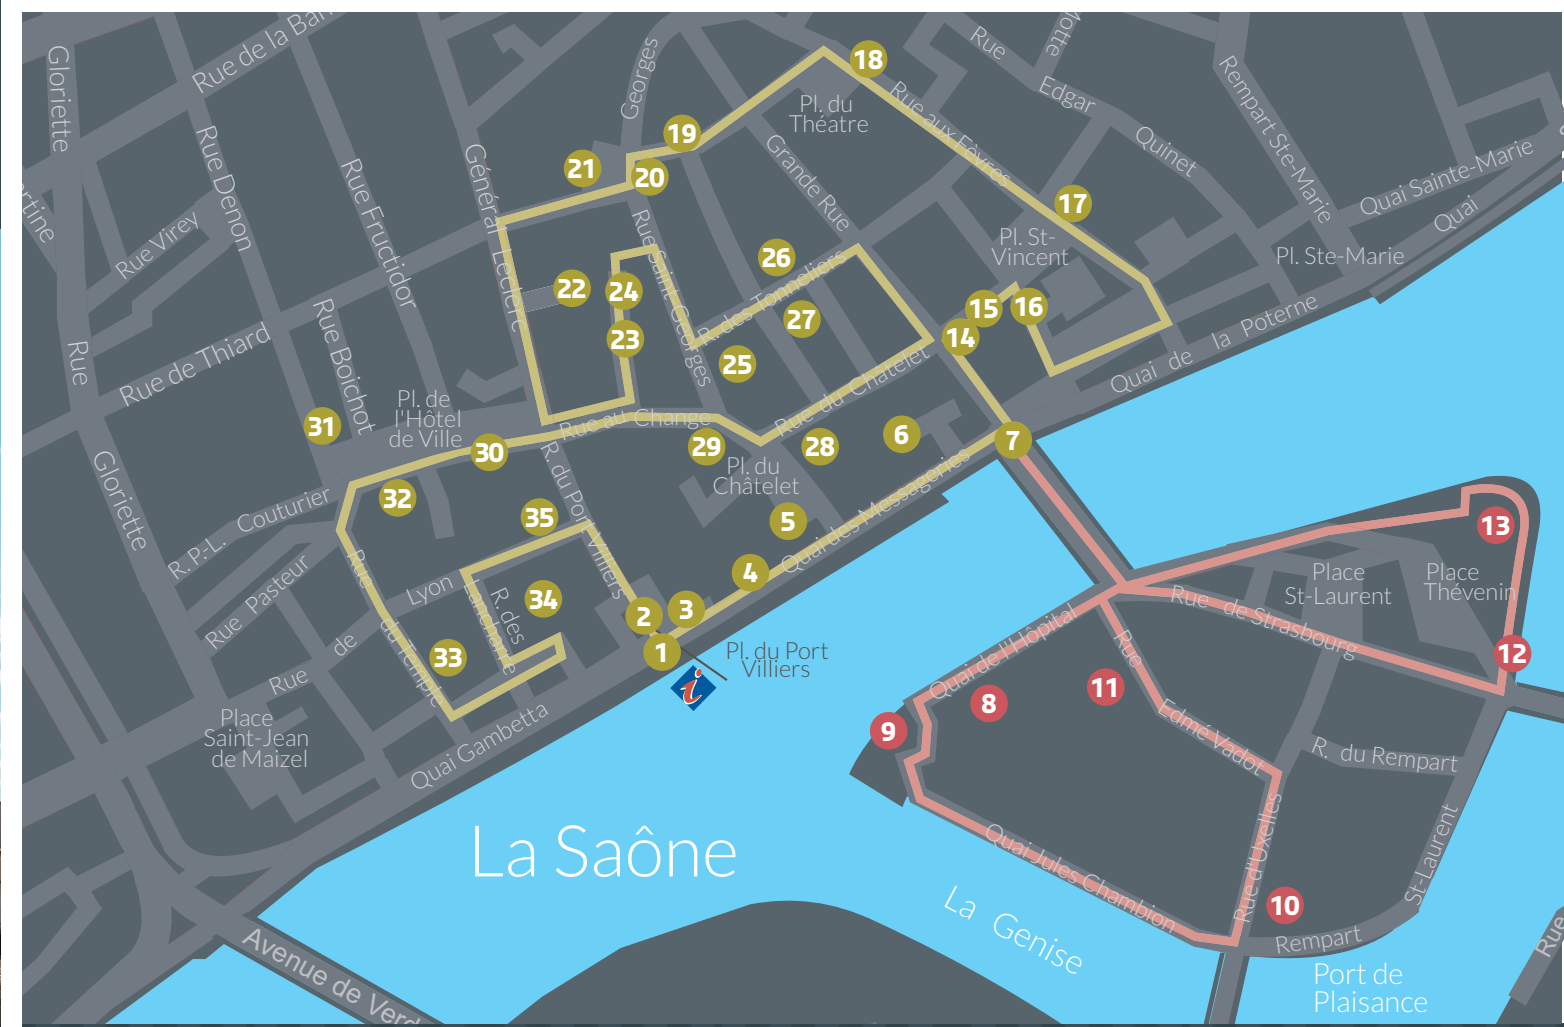 Gloriette
Rue de la Bar
Georges
18
Rue
Motte
Edgar
Rempart Ste-Marie
Quinet
Quai Sainte-Marie
Quai
Pl. du
Théatre
Rue aux Fèvres
19
Grande Rue
21
20
Général Leclerc
Rue Denon
Rue Fructidor
Rue Virey
artine
17
Pl. St-
Vincent
Pl. Ste-Marie
Rue Saint-Georges
26
22
24
R. des Tonneliers
27
15
16
14
23
25
Quai de la Poterne
Rue Boichot
Rue de Thiard
Rue
Rue du Chatelet
Pl. de
l'Hôtel
de Ville
31
Rue au Change
30
29
28
6
7
Pl. du
Châtelet
Gloriette
32
R. P.-L. Couturier
35
R. du Port Villiers
5
Quai des Messageries
13
4
Rue Pasteur
Rue du Temple
Rue de Lyon
R. des
Lancharre
34
2
3
1
Pl. du Port
Villiers
i
33
Place
St-Laurent
Place
Thévenin
Rue de Strasbourg
12
Quai de l'Hôpital
Rue Edmé Vadot
11
8
9
Place
Saint-Jean
de Maizel
Quai Gambetta
R. du Rempart
La Saône
Quai Jules Chambion
Rue d'Uxelles
10
Rempart St-Laurent
La Genise
Avenue de Verd
Port de
Plaisance
Rue